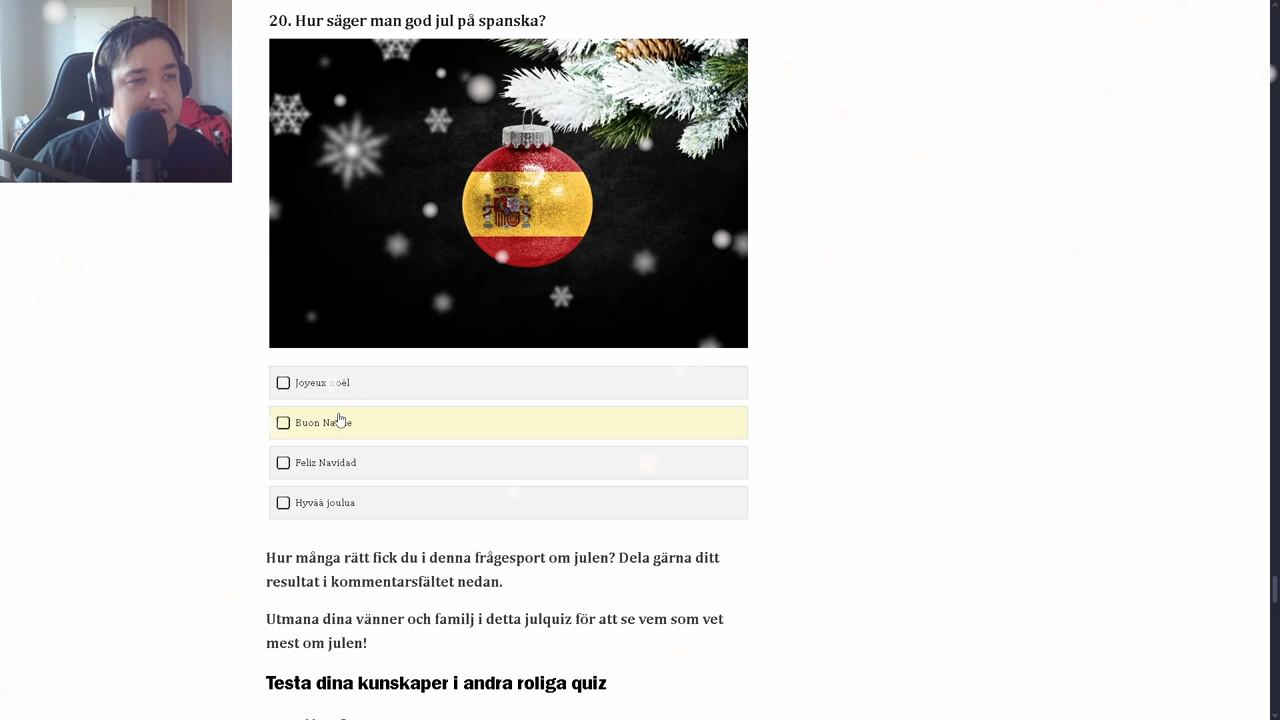 20. Hur säger man god jul på spanska?
Joyeux noël
Buon Natale
Feliz Navidad
Hyvää joulua
Hur många rätt fick du i denna frågesport om julen? Dela gärna ditt
resultat i kommentarsfältet nedan.
Utmana dina vänner och familj i detta julquiz för att se vem som vet
mest om julen!
Testa dina kunskaper i andra roliga quiz